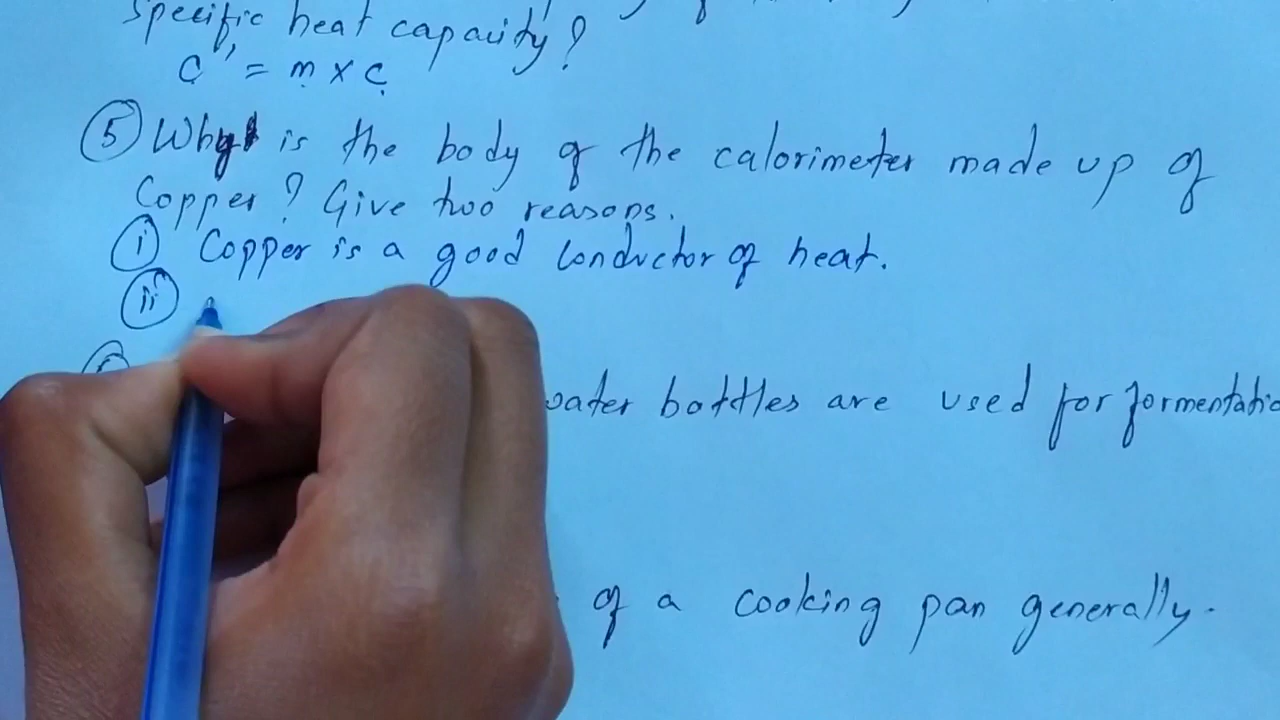 specific heat capacity?
C' = m x c
⑤ Why is the body of the calorimeter made up of
Copper? Give two reasons.
ⓘ Copper is a good conductor of heat.
ii
water bottles are used for formentatio
of a cooking pan generally.